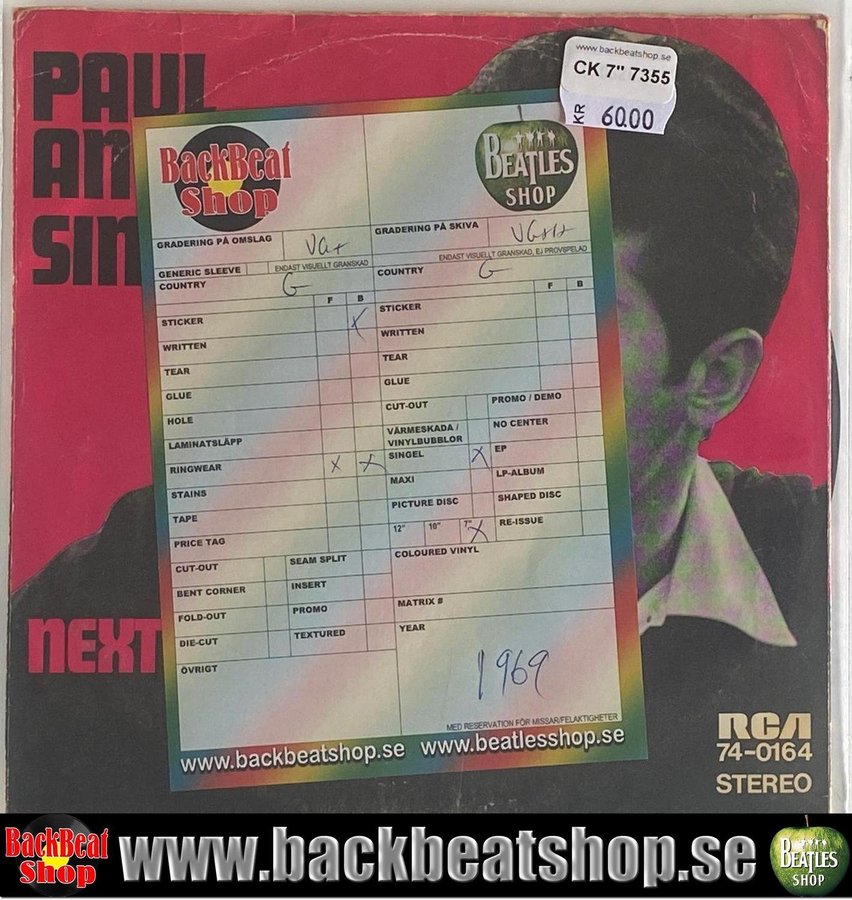 PAUL
AN
SIN
NEXT
www.backbeatshop.se
CK 7" 7355
KR 60.00
BackBeat
Shop
BEATLES
SHOP
GRADERING PÅ OMSLAG VG+
GENERIC SLEEVE ENDAST VISUELLT GRANSKAD
COUNTRY G
F B
STICKER X
WRITTEN
TEAR
GLUE
HOLE
LAMINATSLÄPP
RINGWEAR X X
STAINS
TAPE
PRICE TAG
CUT-OUT SEAM SPLIT
BENT CORNER INSERT
FOLD-OUT PROMO
DIE-CUT TEXTURED
ÖVRIGT
GRADERING PÅ SKIVA
ENDAST VISUELLT GRANSKAD, EJ PROVSPELAD
COUNTRY G
F B
STICKER
WRITTEN
TEAR
GLUE
CUT-OUT PROMO / DEMO
VÄRMESKADA /
VINYLBUBBLOR NO CENTER
SINGEL X EP
MAXI LP-ALBUM
PICTURE DISC SHAPED DISC
12" 10" 7" X RE-ISSUE
COLOURED VINYL
MATRIX #
YEAR
1969
MED RESERVATION FÖR MISSAR/FELAKTIGHETER
www.backbeatshop.se www.beatlesshop.se
RCA
74-0164
STEREO
BackBeat
Shop
www.backbeatshop.se
BEATLES
SHOP